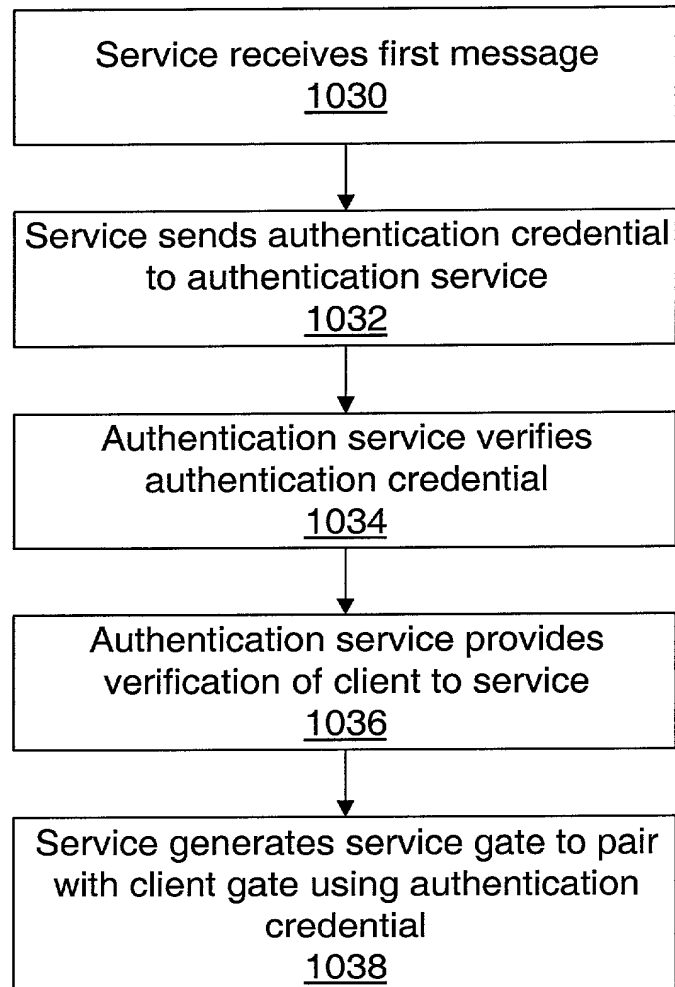 Service receives first message
1030
Service sends authentication credential
to authentication service
1032
Authentication service verifies
authentication credential
1034
Authentication service provides
verification of client to service
1036
Service generates service gate to pair
with client gate using authentication
credential
1038